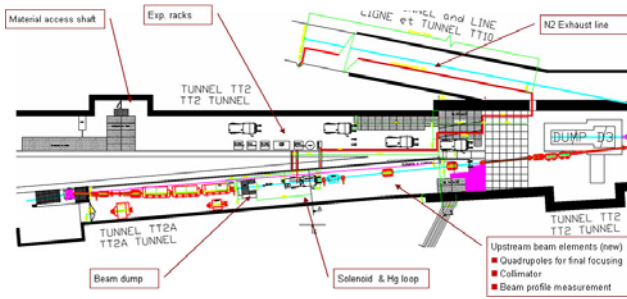 Material access shaft
Exp. racks
TUNNEL and LINE
LIGNE et TUNNEL TT10
N2 Exhaust line
TUNNEL TT2
TT2 TUNNEL
DUMP D3
TUNNEL TT2A
TT2A TUNNEL
TUNNEL TT2
TT2 TUNNEL
Beam dump
Solenoid & Hg loop
Upstream beam elements (new)
Quadrupoles for final focusing
Collimator
Beam profile measurement